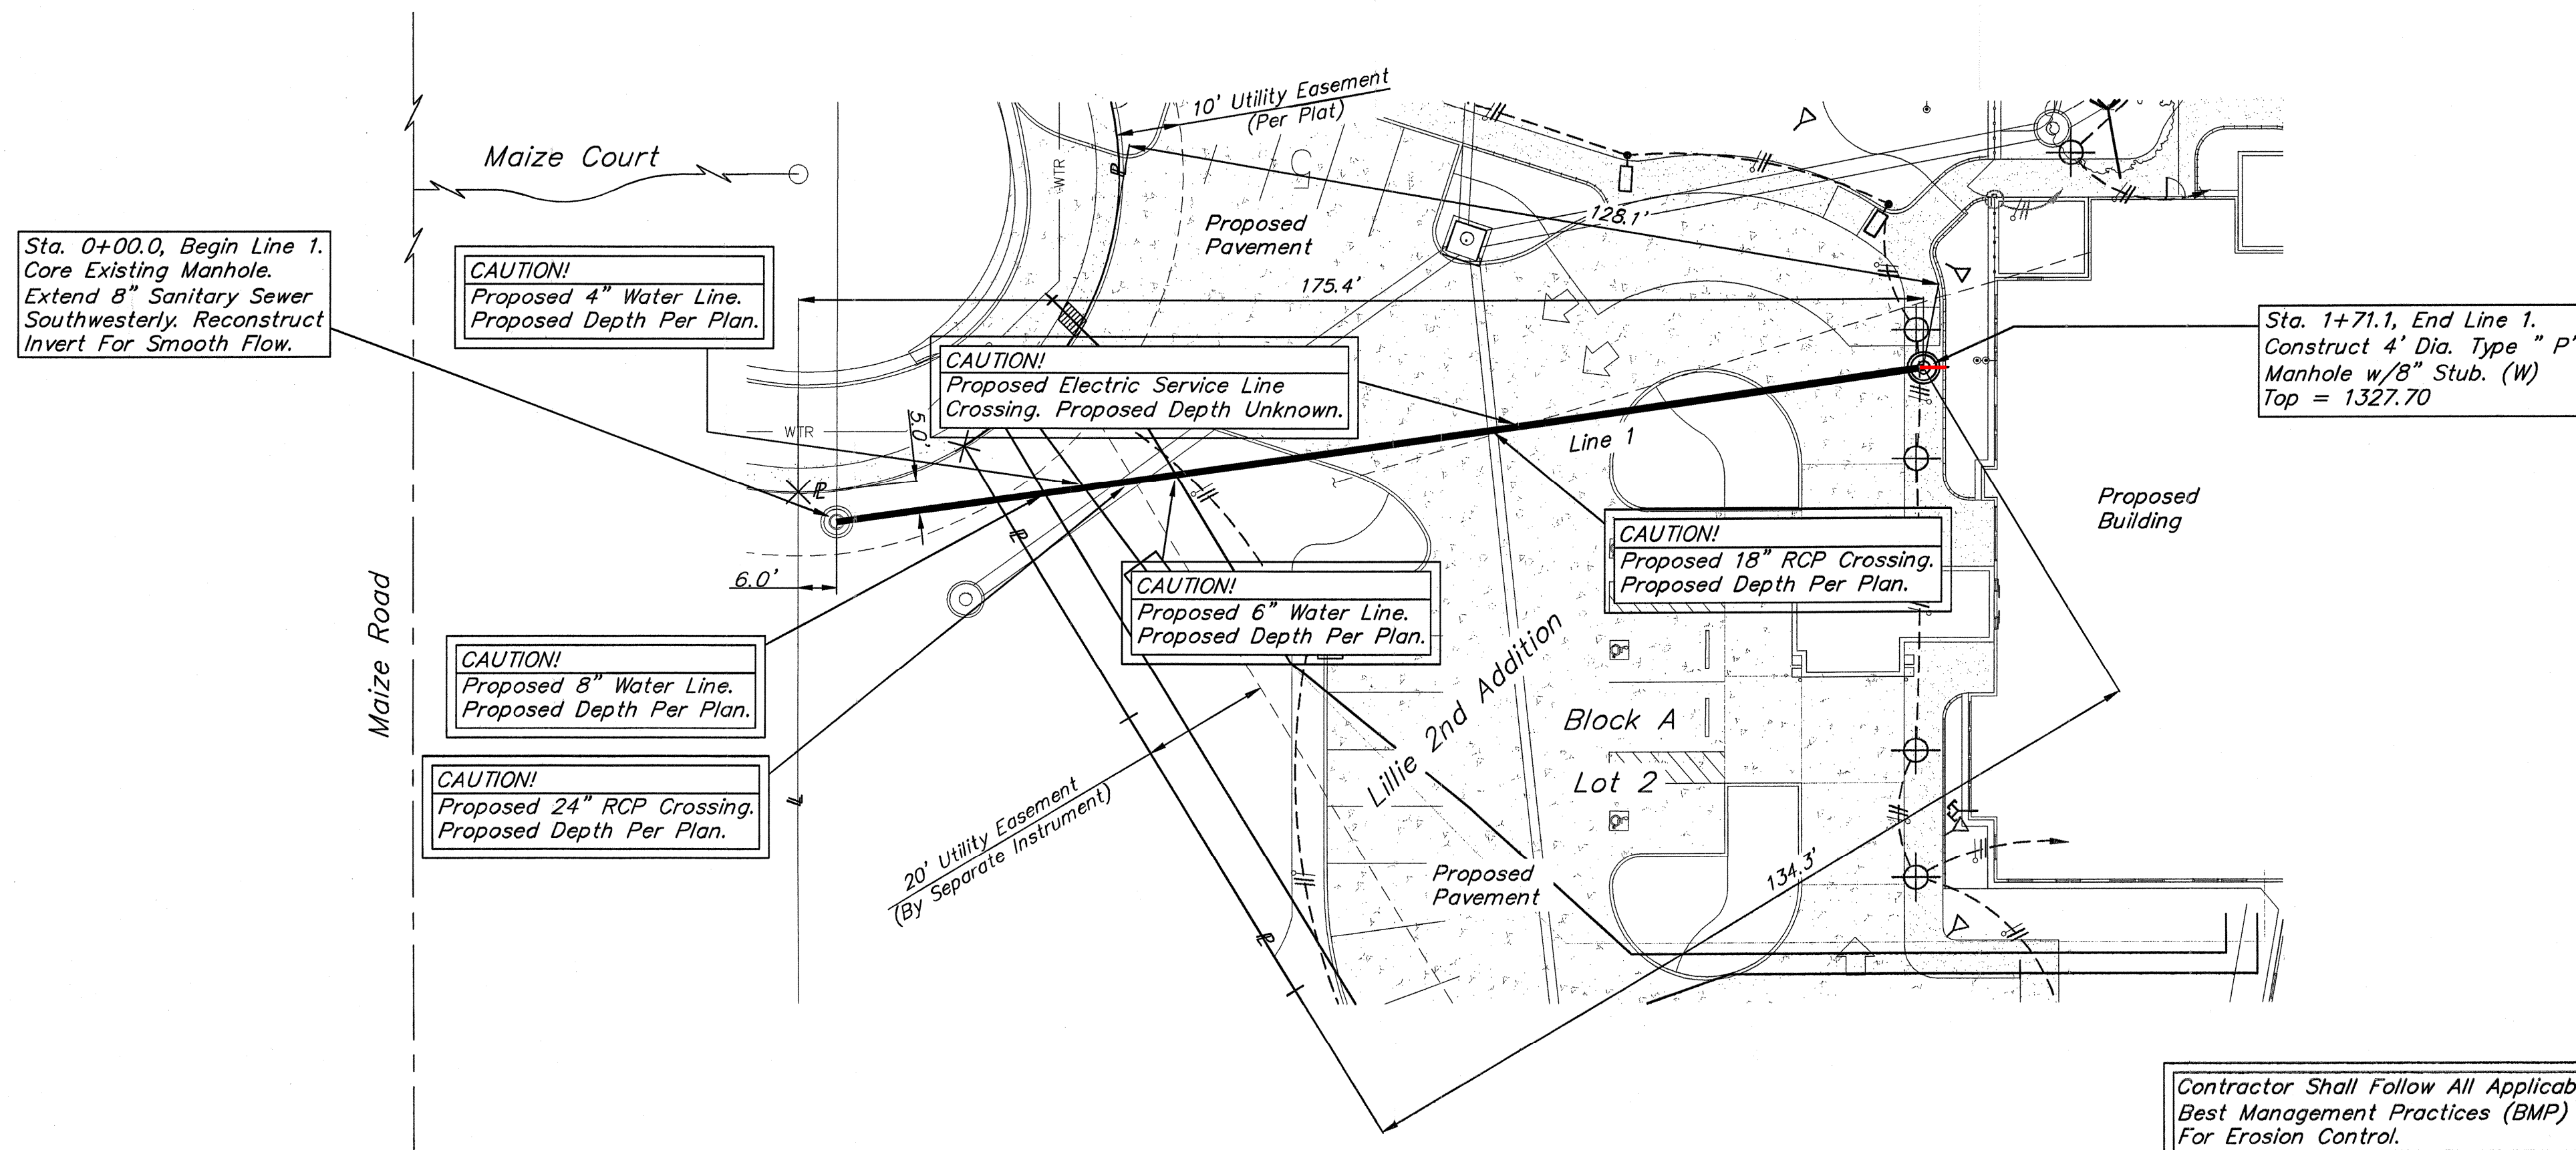 10' Utility Easement
(Per Plat)
Maize Court
WTR
5
Proposed
Pavement
128.1'
175.4'
Sta. 0+00.0, Begin Line 1.
Core Existing Manhole.
Extend 8" Sanitary Sewer
Southwesterly. Reconstruct
Invert For Smooth Flow.
CAUTION!
Proposed 4" Water Line.
Proposed Depth Per Plan.
CAUTION!
Proposed Electric Service Line
Crossing. Proposed Depth Unknown.
Sta. 1+71.1, End Line 1.
Construct 4' Dia. Type " P"
Manhole w/8" Stub. (W)
Top = 1327.70
5.0'
WTR
Line 1
PL
6.0'
Proposed
Building
CAUTION!
Proposed 18" RCP Crossing.
Proposed Depth Per Plan.
CAUTION!
Proposed 6" Water Line.
Proposed Depth Per Plan.
Maize Road
CAUTION!
Proposed 8" Water Line.
Proposed Depth Per Plan.
CAUTION!
Proposed 24" RCP Crossing.
Proposed Depth Per Plan.
Lillie 2nd Addition
Block A
Lot 2
20' Utility Easement
(By Separate Instrument)
Proposed
Pavement
134.3'
Contractor Shall Follow All Applicab
Best Management Practices (BMP)
For Erosion Control.